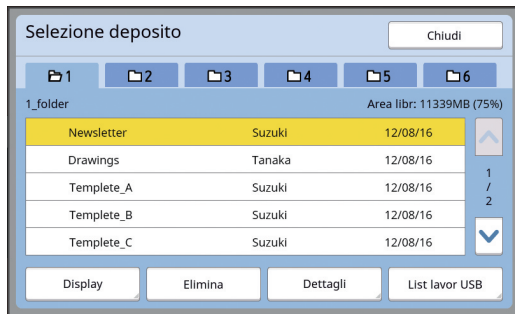 Selezione deposito Chiudi
1 2 3 4 5 6
1_folder Area libr: 11339MB (75%)
Newsletter Suzuki 12/08/16
Drawings Tanaka 12/08/16
Templete_A Suzuki 12/08/16
1
/
2
Templete_B Suzuki 12/08/16
Templete_C Suzuki 12/08/16
Display Elimina Dettagli List lavor USB